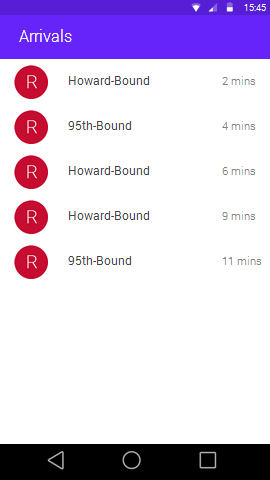 15:45
Arrivals
R Howard-Bound 2 mins
R 95th-Bound 4 mins
R Howard-Bound 6 mins
R Howard-Bound 9 mins
R 95th-Bound 11 mins